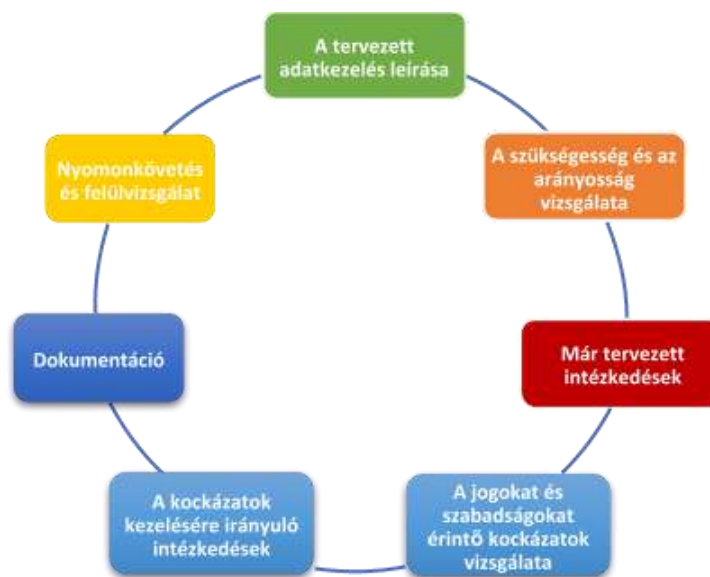 A tervezett
adatkezelés leírása
A szükségesség és az
arányosság
vizsgálata
Már tervezett
intézkedések
A jogokat és
szabadságokat
érintő kockázatok
vizsgálata
A kockázatok
kezelésére irányuló
intézkedések
Dokumentáció
Nyomonkövetés
és felülvizsgálat